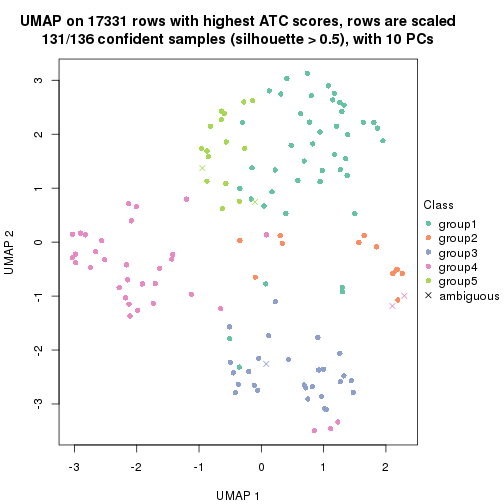 UMAP on 17331 rows with highest ATC scores, rows are scaled
131/136 confident samples (silhouette > 0.5), with 10 PCs
3
2
1
0
-1
-2
-3
UMAP 2
-3
-2
-1
0
1
2
UMAP 1
Class
group1
group2
group3
group4
group5
ambiguous